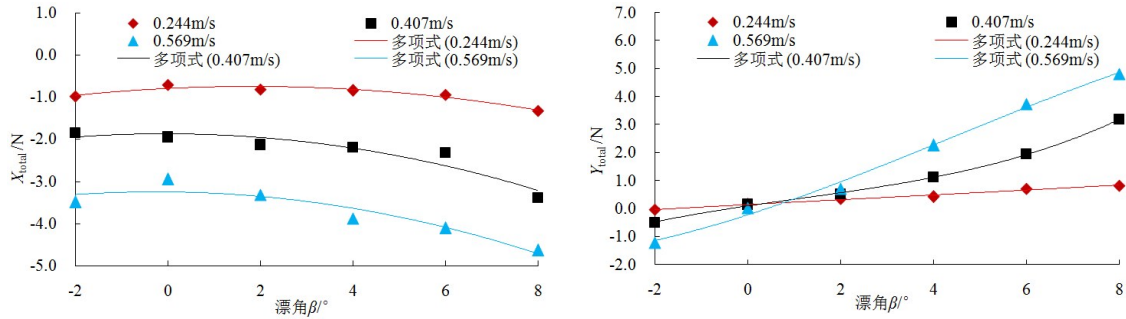 1.0
0.0
-1.0
-2.0
-3.0
-4.0
-5.0
X_total/N
0.244m/s
0.407m/s
0.569m/s
多项式 (0.244m/s)
多项式 (0.407m/s)
多项式 (0.569m/s)
-2 0 2 4 6 8
漂角β/°
7.0
6.0
5.0
4.0
3.0
2.0
1.0
0.0
-1.0
-2.0
Y_total/N
0.244m/s
0.407m/s
0.569m/s
多项式 (0.244m/s)
多项式 (0.407m/s)
多项式 (0.569m/s)
-2 0 2 4 6 8
漂角β/°